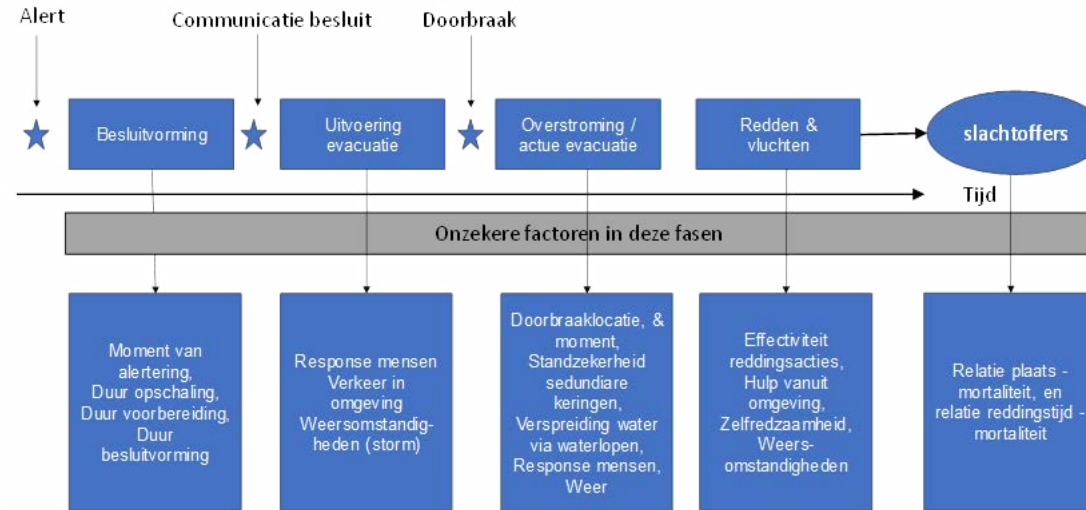 Alert
Communicatie besluit
Doorbraak
Besluitvorming
Uitvoering
evacuatie
Overstroming /
actue evacuatie
Redden &
vluchten
slachtoffers
Tijd
Onzekere factoren in deze fasen
Moment van
alertering,
Duur opschaling,
Duur voorbereiding,
Duur
besluitvorming
Response mensen
Verkeer in
omgeving
Weersomstandig-
gheden (storm)
Doorbraaklocatie, &
moment,
Standzekerheid
sedundiare
keringen,
Verspreiding water
via waterlopen,
Response mensen,
Weer
Effectiviteit
reddingsacties,
Hulp vanuit
omgeving,
Zelfredzaamheid,
Weers-
omstandigheden
Relatie plaats -
mortaliteit, en
relatie reddingstijd -
mortaliteit